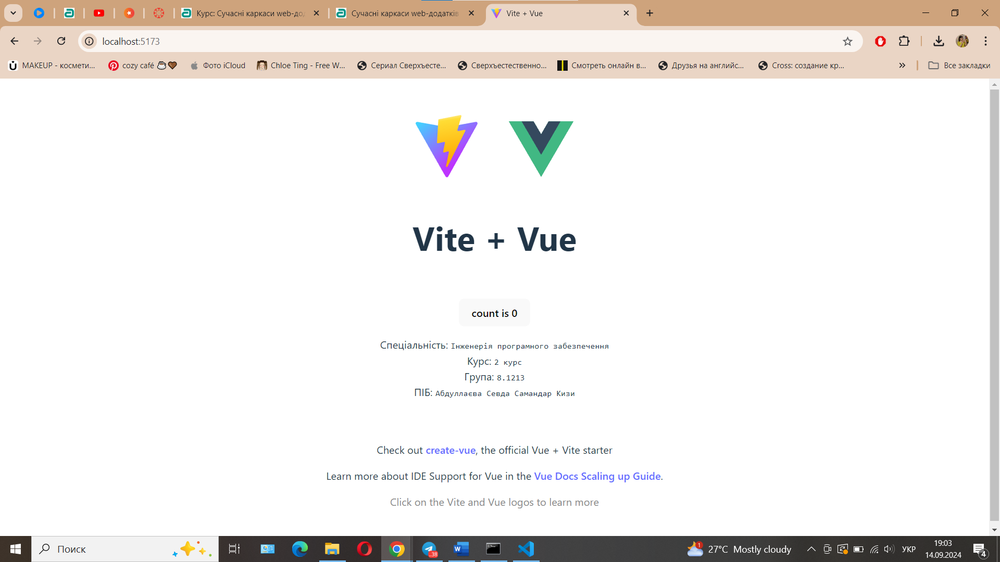 Курс: Сучасні каркаси web-до
Сучасні каркаси web-додатків
Vite + Vue
localhost:5173
MAKEUP - космети...
cozy café
Фото iCloud
Chloe Ting - Free W...
Сериал Сверхъесте...
Сверхъестественно...
Смотреть онлайн в...
Друзья на английс...
Cross: создание кр...
Все закладки
Vite + Vue
count is 0
Спеціальність: Інженерія програмного забезпечення
Курс: 2 курс
Група: 8.1213
ПІБ: Абдуллаєва Севда Самандар Кизи
Check out create-vue, the official Vue + Vite starter
Learn more about IDE Support for Vue in the Vue Docs Scaling up Guide.
Click on the Vite and Vue logos to learn more
Поиск
27°C Mostly cloudy
УКР
19:03
14.09.2024
4